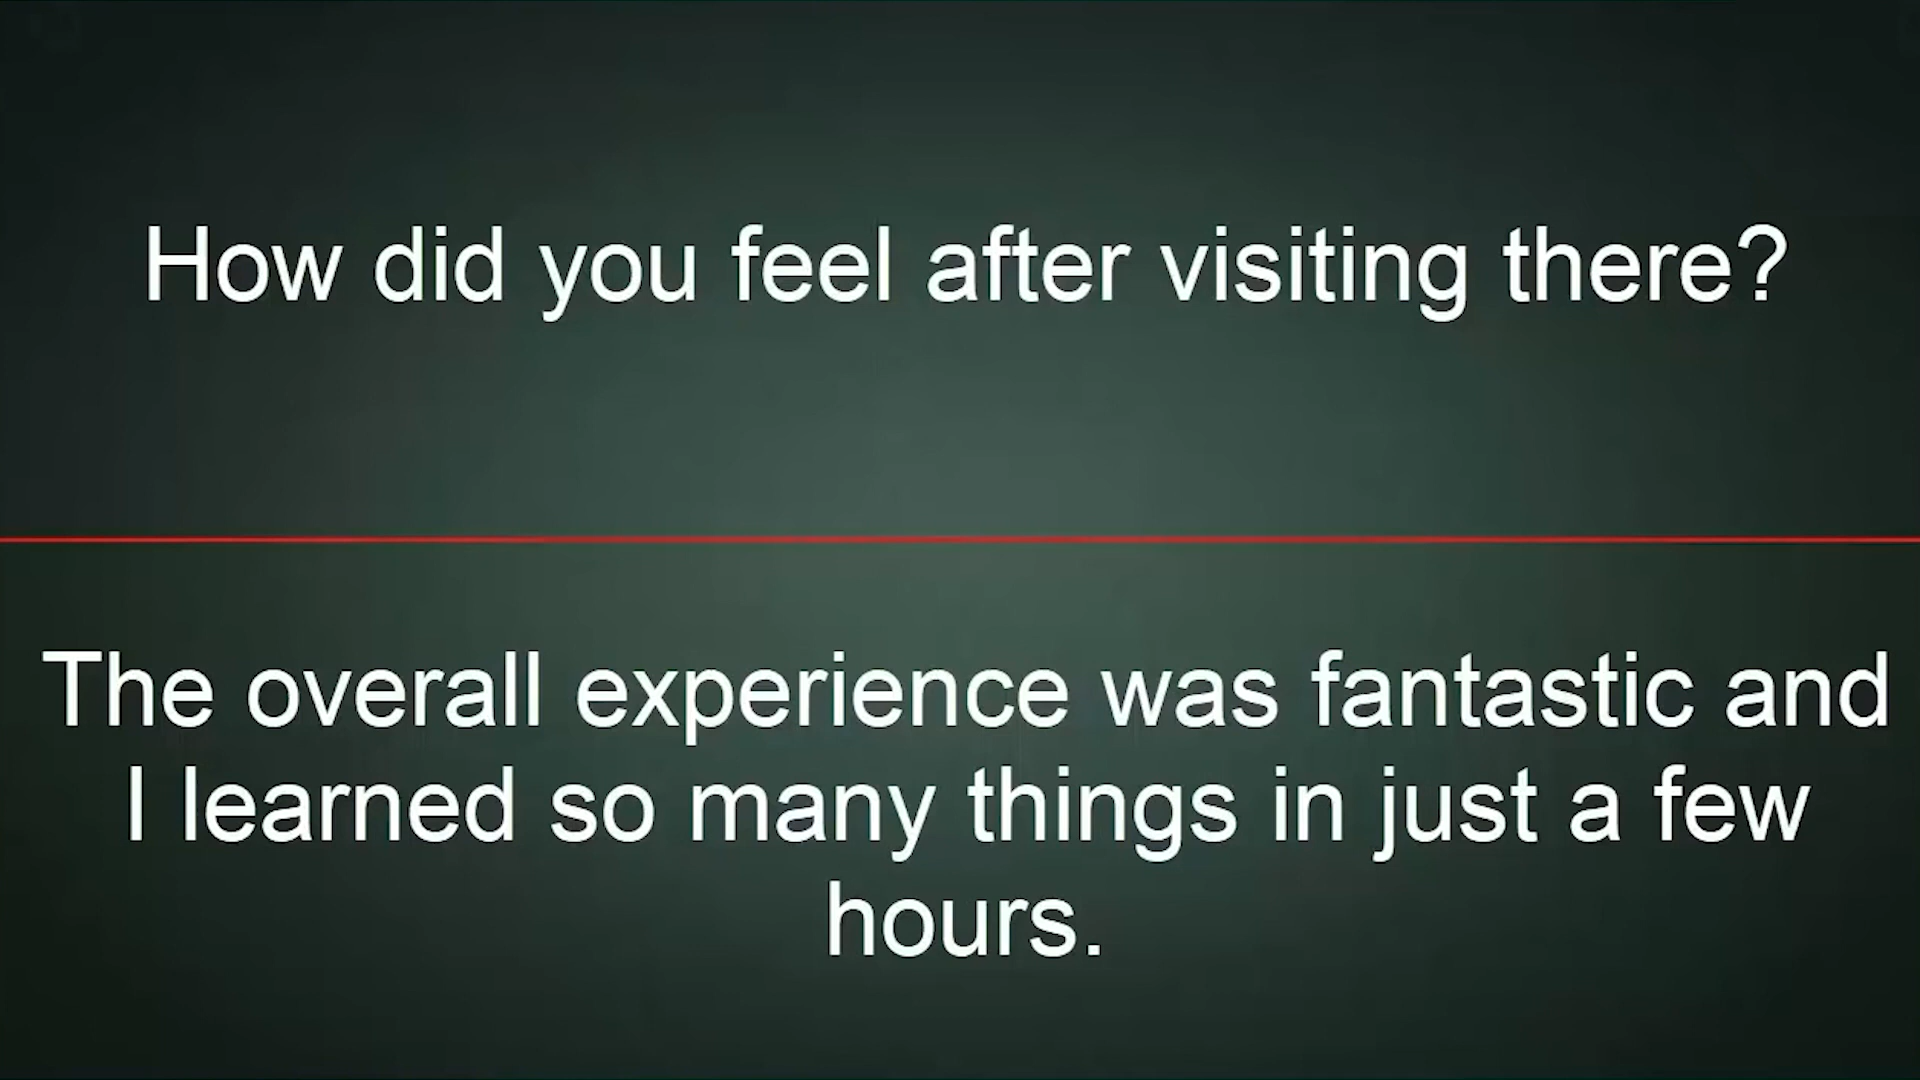 How did you feel after visiting there?
The overall experience was fantastic and
I learned so many things in just a few
hours.